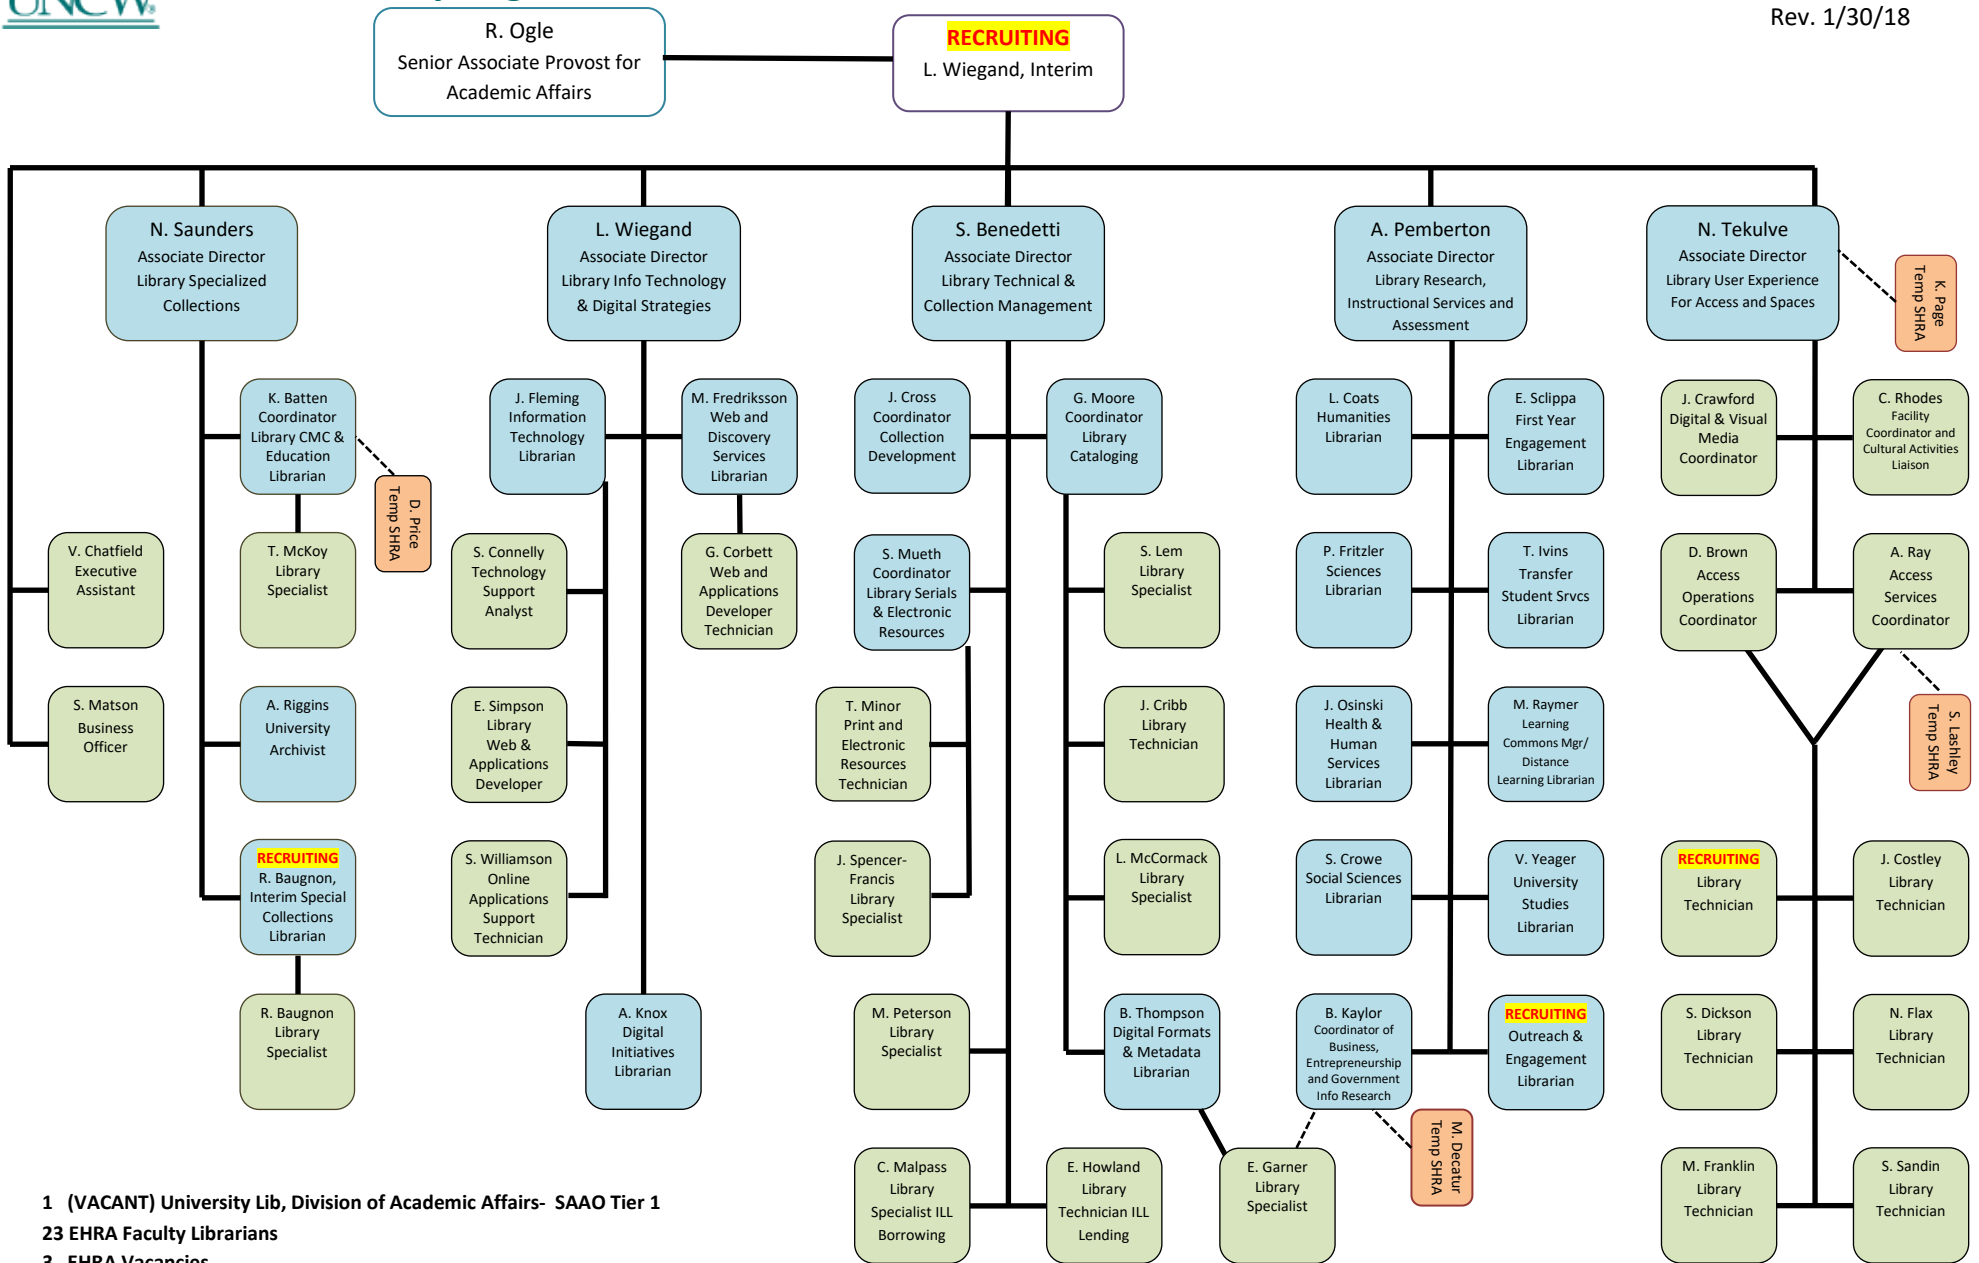 UNCW
Rev. 1/30/18
R. Ogle
Senior Associate Provost for
Academic Affairs
RECRUITING
L. Wiegand, Interim
N. Saunders
Associate Director
Library Specialized
Collections
L. Wiegand
Associate Director
Library Info Technology
& Digital Strategies
S. Benedetti
Associate Director
Library Technical &
Collection Management
A. Pemberton
Associate Director
Library Research,
Instructional Services and
Assessment
N. Tekulve
Associate Director
Library User Experience
For Access and Spaces
K. Page
Temp SHRA
K. Batten
Coordinator
Library CMC &
Education
Librarian
D. Price
Temp SHRA
J. Fleming
Information
Technology
Librarian
M. Fredriksson
Web and
Discovery
Services
Librarian
J. Cross
Coordinator
Collection
Development
G. Moore
Coordinator
Library
Cataloging
L. Coats
Humanities
Librarian
E. Sclippa
First Year
Engagement
Librarian
J. Crawford
Digital & Visual
Media
Coordinator
C. Rhodes
Facility
Coordinator and
Cultural Activities
Liaison
V. Chatfield
Executive
Assistant
T. McKoy
Library
Specialist
S. Connelly
Technology
Support
Analyst
G. Corbett
Web and
Applications
Developer
Technician
S. Mueth
Coordinator
Library Serials
& Electronic
Resources
S. Lem
Library
Specialist
P. Fritzler
Sciences
Librarian
T. Ivins
Transfer
Student Srvcs
Librarian
D. Brown
Access
Operations
Coordinator
A. Ray
Access
Services
Coordinator
S. Lashley
Temp SHRA
S. Matson
Business
Officer
A. Riggins
University
Archivist
E. Simpson
Library
Web &
Applications
Developer
T. Minor
Print and
Electronic
Resources
Technician
J. Cribb
Library
Technician
J. Osinski
Health &
Human
Services
Librarian
M. Raymer
Learning
Commons Mgr/
Distance
Learning Librarian
RECRUITING
R. Baugnon,
Interim Special
Collections
Librarian
S. Williamson
Online
Applications
Support
Technician
J. Spencer-
Francis
Library
Specialist
L. McCormack
Library
Specialist
S. Crowe
Social Sciences
Librarian
V. Yeager
University
Studies
Librarian
RECRUITING
Library
Technician
J. Costley
Library
Technician
R. Baugnon
Library
Specialist
A. Knox
Digital
Initiatives
Librarian
M. Peterson
Library
Specialist
B. Thompson
Digital Formats
& Metadata
Librarian
B. Kaylor
Coordinator of
Business,
Entrepreneurship
and Government
Info Research
RECRUITING
Outreach &
Engagement
Librarian
S. Dickson
Library
Technician
N. Flax
Library
Technician
M. Decatur
Temp SHRA
C. Malpass
Library
Specialist ILL
Borrowing
E. Howland
Library
Technician ILL
Lending
E. Garner
Library
Specialist
M. Franklin
Library
Technician
S. Sandin
Library
Technician
1 (VACANT) University Lib, Division of Academic Affairs- SAAO Tier 1
23 EHRA Faculty Librarians
3 EHRA Vacancies